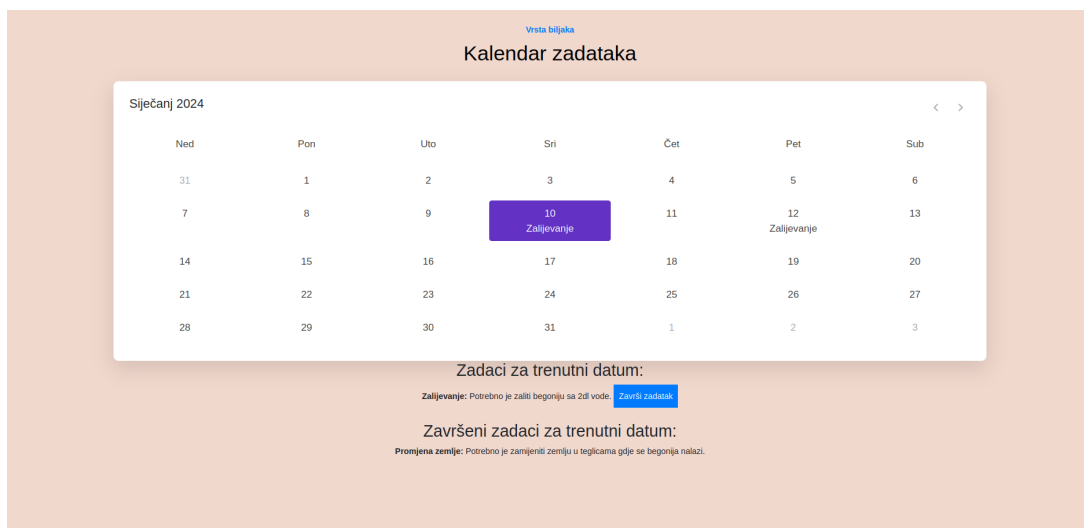 Vrsta biljaka
Kalendar zadataka
Siječanj 2024
Ned Pon Uto Sri Čet Pet Sub
31 1 2 3 4 5 6
7 8 9 10 11 12 13
Zalijevanje Zalijevanje
14 15 16 17 18 19 20
21 22 23 24 25 26 27
28 29 30 31 1 2 3
Zadaci za trenutni datum:
Zalijevanje: Potrebno je zaliti begoniju sa 2dl vode. Završi zadatak
Završeni zadaci za trenutni datum:
Promjena zemlje: Potrebno je zamijeniti zemlju u teglicama gdje se begonija nalazi.